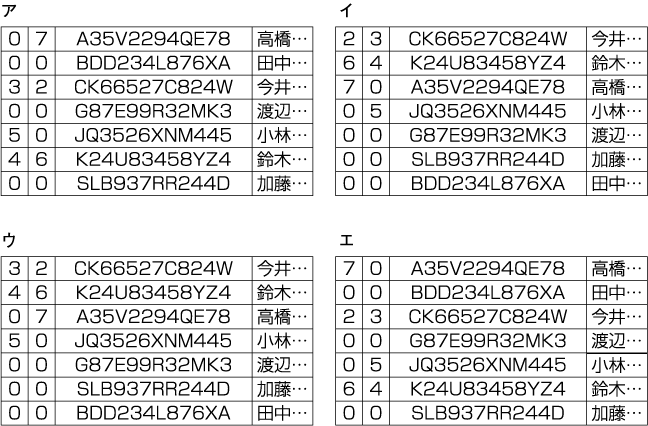 ア
0 7 A35V2294QE78 高橋…
0 0 BDD234L876XA 田中…
3 2 CK66527C824W 今井…
0 0 G87E99R32MK3 渡辺…
5 0 JQ3526XNM445 小林…
4 6 K24U83458YZ4 鈴木…
0 0 SLB937RR244D 加藤…
イ
2 3 CK66527C824W 今井…
6 4 K24U83458YZ4 鈴木…
7 0 A35V2294QE78 高橋…
0 5 JQ3526XNM445 小林…
0 0 G87E99R32MK3 渡辺…
0 0 SLB937RR244D 加藤…
0 0 BDD234L876XA 田中…
ウ
3 2 CK66527C824W 今井…
4 6 K24U83458YZ4 鈴木…
0 7 A35V2294QE78 高橋…
5 0 JQ3526XNM445 小林…
0 0 G87E99R32MK3 渡辺…
0 0 SLB937RR244D 加藤…
0 0 BDD234L876XA 田中…
エ
7 0 A35V2294QE78 高橋…
0 0 BDD234L876XA 田中…
2 3 CK66527C824W 今井…
0 0 G87E99R32MK3 渡辺…
0 5 JQ3526XNM445 小林…
6 4 K24U83458YZ4 鈴木…
0 0 SLB937RR244D 加藤…